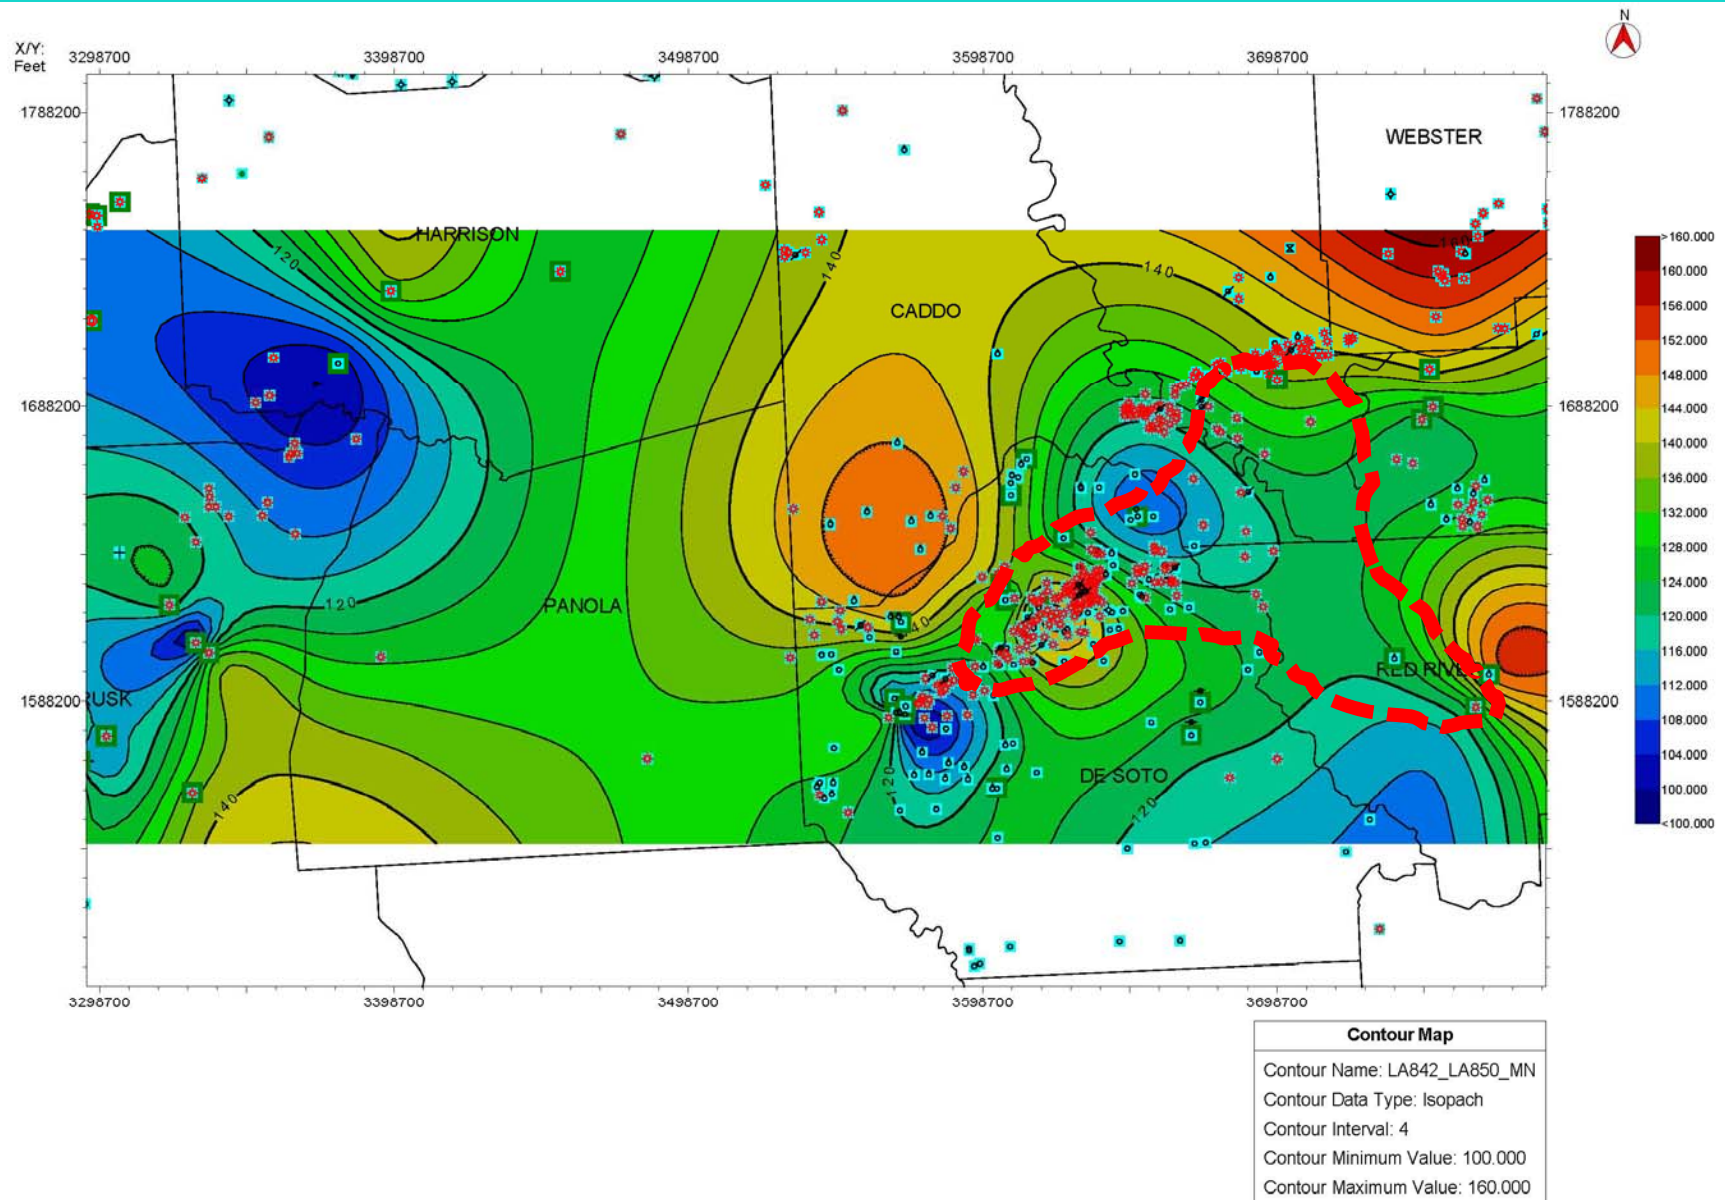 N
X/Y:
Feet
3298700 3398700 3498700 3598700 3698700
1788200 1788200
WEBSTER
HARRISON
160
>160.000
120
140
140
160.000
CADDO
156.000
152.000
148.000
1688200 1688200
144.000
140.000
136.000
132.000
128.000
124.000
120
PANOLA
120.000
40
116.000
RED RIVE
RUSK
112.000
1588200 1588200
108.000
104.000
120
DE SOTO
140
120
100.000
<100.000
3298700 3398700 3498700 3598700 3698700
Contour Map
Contour Name: LA842_LA850_MN
Contour Data Type: Isopach
Contour Interval: 4
Contour Minimum Value: 100.000
Contour Maximum Value: 160.000